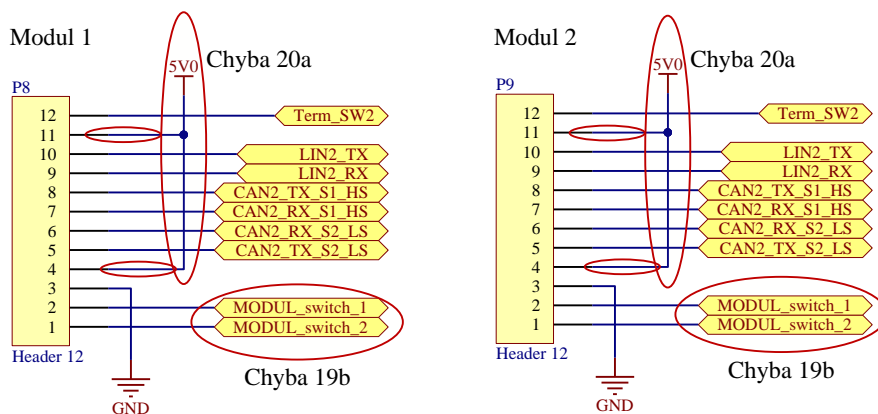 Modul 1
Chyba 20a
5V0
P8
12 Term_SW2
11
10 LIN2_TX
9 LIN2_RX
8 CAN2_TX_S1_HS
7 CAN2_RX_S1_HS
6 CAN2_RX_S2_LS
5 CAN2_TX_S2_LS
4
3
2 MODUL_switch_1
1 MODUL_switch_2
Header 12
Chyba 19b
GND
Modul 2
Chyba 20a
5V0
P9
12 Term_SW2
11
10 LIN2_TX
9 LIN2_RX
8 CAN2_TX_S1_HS
7 CAN2_RX_S1_HS
6 CAN2_RX_S2_LS
5 CAN2_TX_S2_LS
4
3
2 MODUL_switch_1
1 MODUL_switch_2
Header 12
Chyba 19b
GND